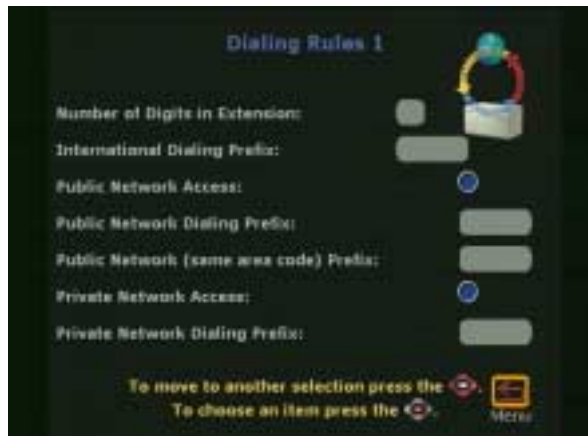 Dialing Rules 1
Number of Digits in Extension:
International Dialing Prefix:
Public Network Access:
Public Network Dialing Prefix:
Public Network (same area code) Prefix:
Private Network Access:
Private Network Dialing Prefix:
To move to another selection press the .
To choose an item press the .
Menu